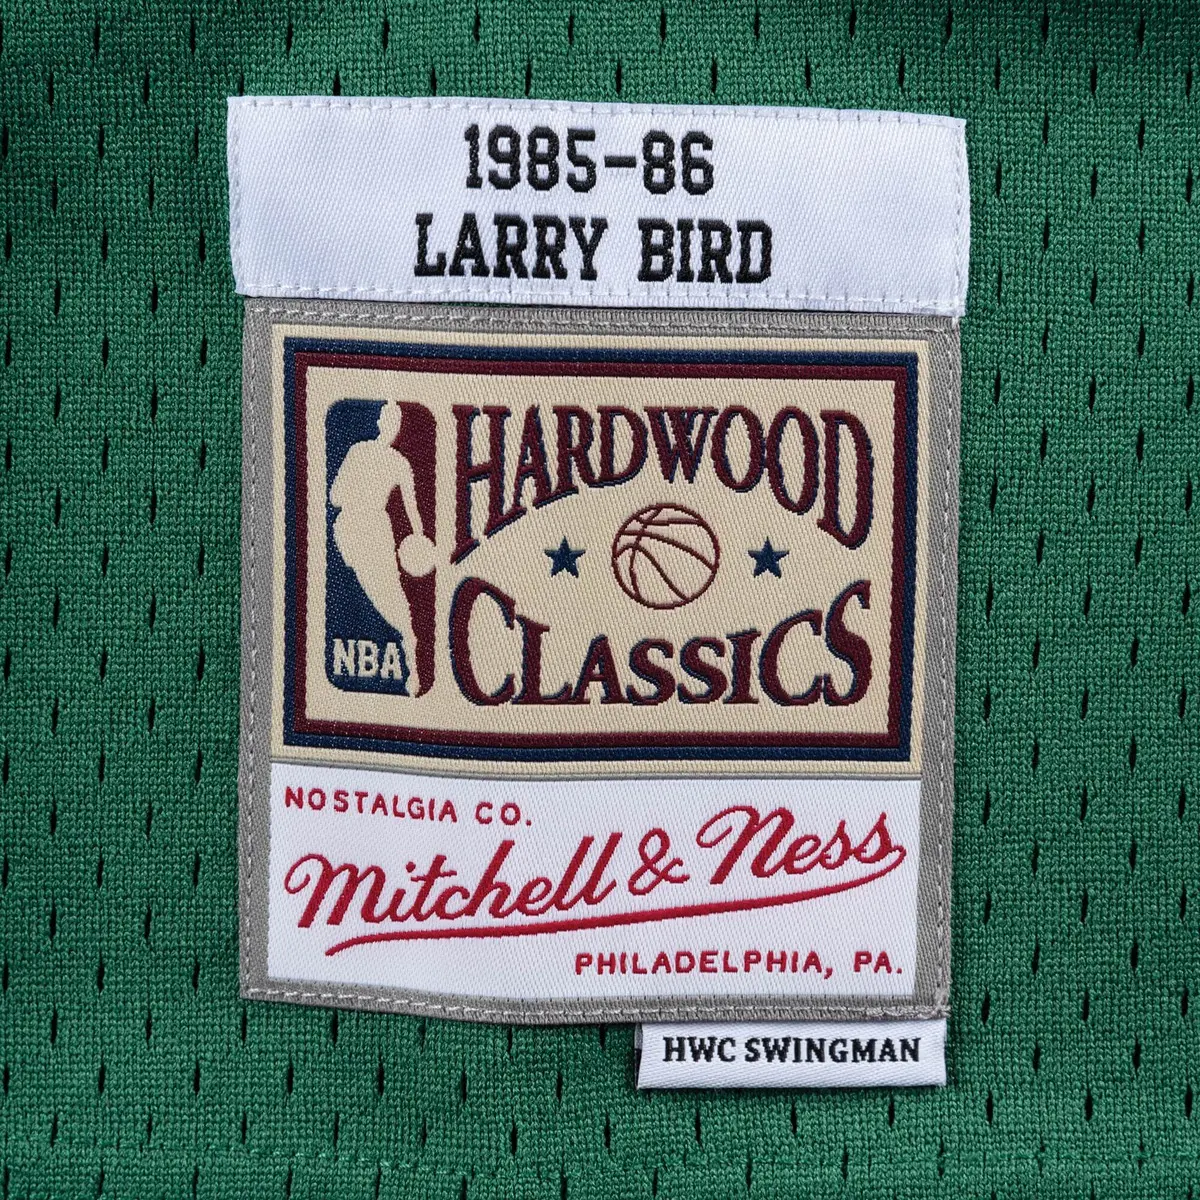 1985-86
LARRY BIRD
HARDWOOD
CLASSICS
NBA
NOSTALGIA CO.
Mitchell & Ness
PHILADELPHIA, PA.
HWC SWINGMAN